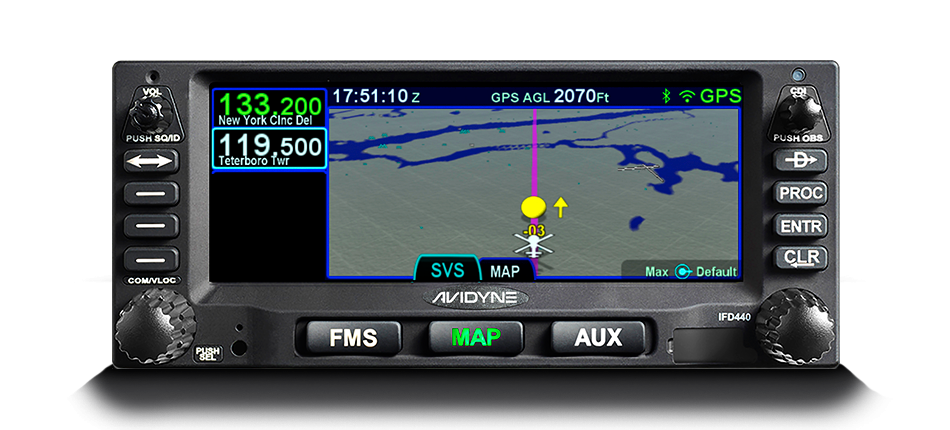 VOL
PUSH SQ/ID
COM/VLOC
PUSH
SEL
133.200
New York Clnc Del
119.500
Teterboro Twr
17:51:10 Z
GPS AGL 2070Ft
GPS
-03
SVS
MAP
Max
Default
AVIDYNE
FMS
MAP
AUX
CDI
PUSH OBS
D
PROC
ENTR
CLR
IFD440